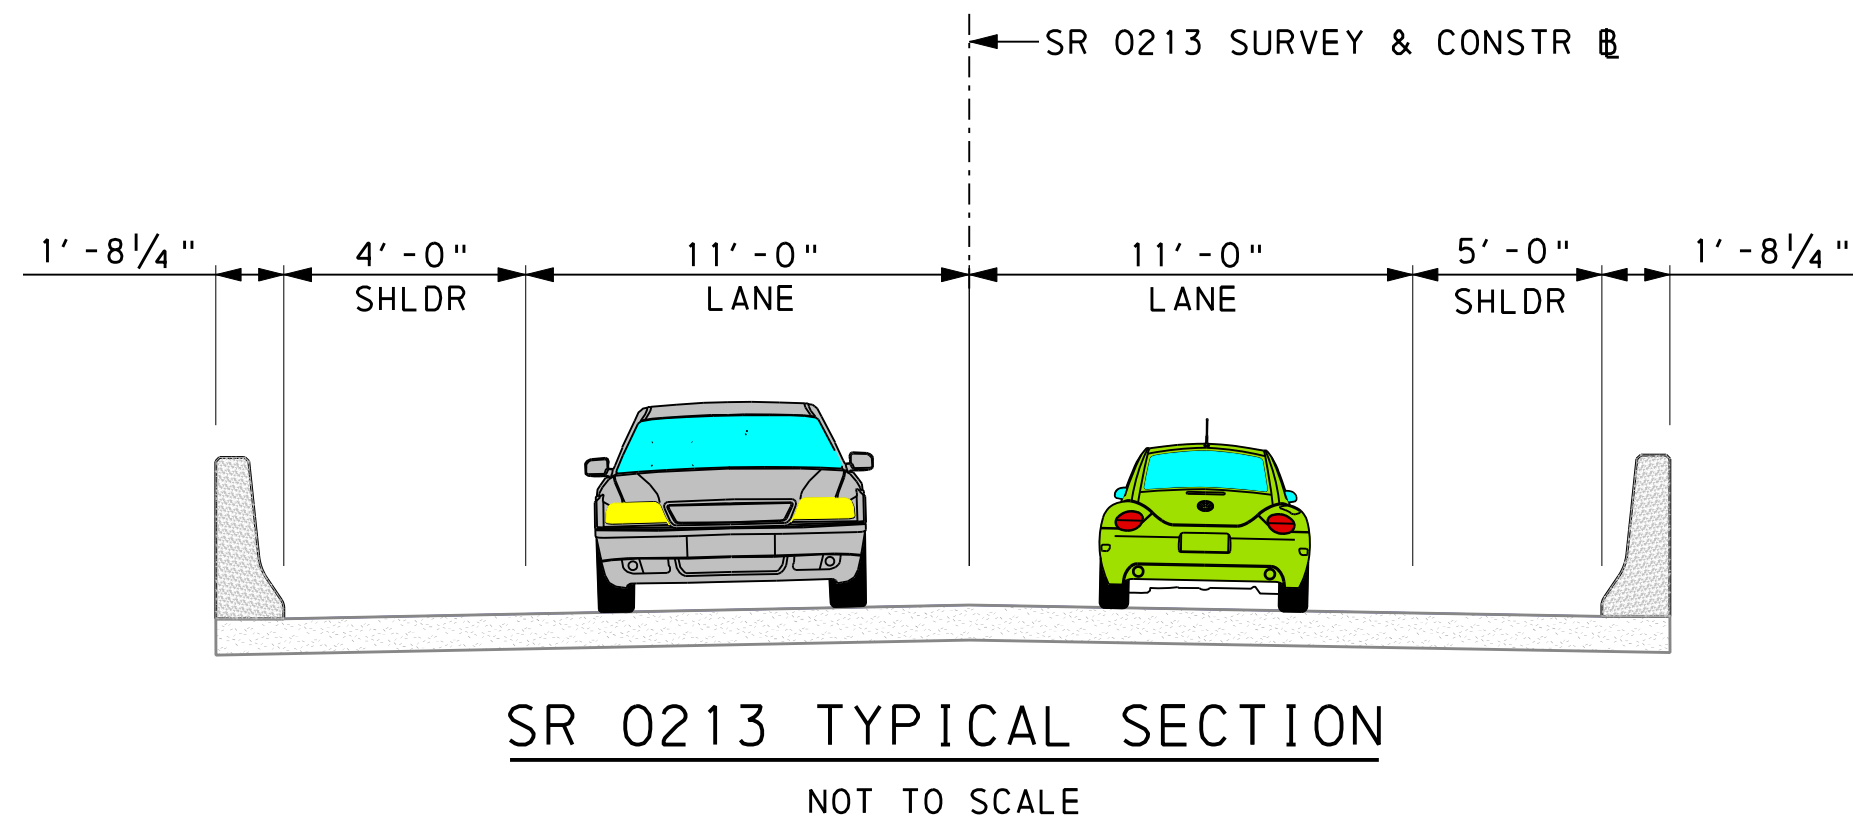 SR 0213 SURVEY & CONSTR ⅊
1'-8¼" 4'-0" 11'-0" 11'-0" 5'-0" 1'-8¼"
SHLDR LANE LANE SHLDR
SR 0213 TYPICAL SECTION
NOT TO SCALE